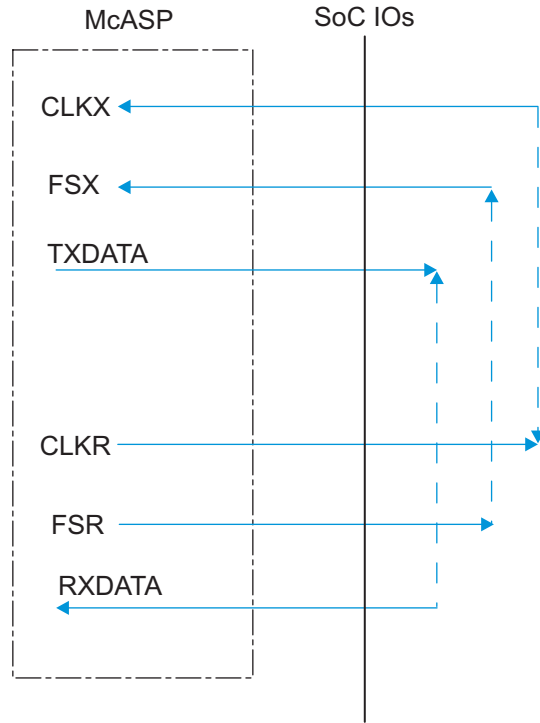 McASP
SoC IOs
CLKX
FSX
TXDATA
CLKR
FSR
RXDATA